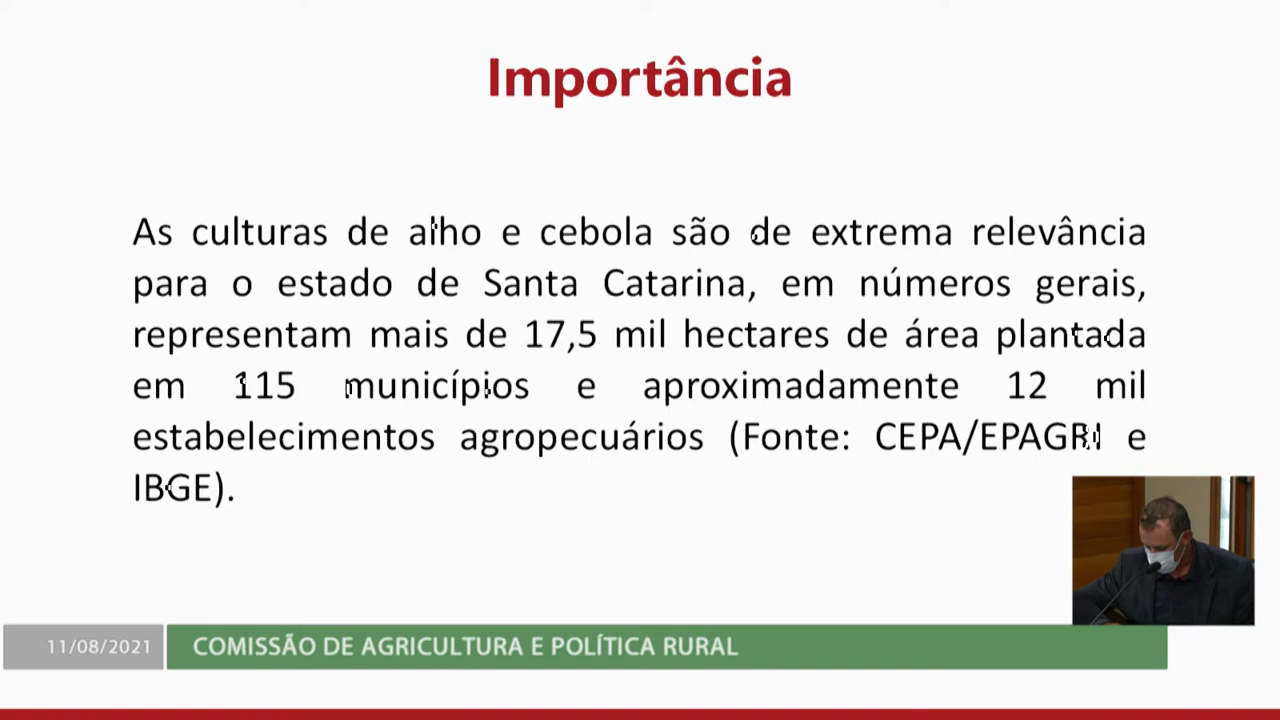 Importância
As culturas de alho e cebola são de extrema relevância
para o estado de Santa Catarina, em números gerais,
representam mais de 17,5 mil hectares de área plantada
em 115 municípios e aproximadamente 12 mil
estabelecimentos agropecuários (Fonte: CEPA/EPAGRI e
IBGE).
11/08/2021
COMISSÃO DE AGRICULTURA E POLÍTICA RURAL